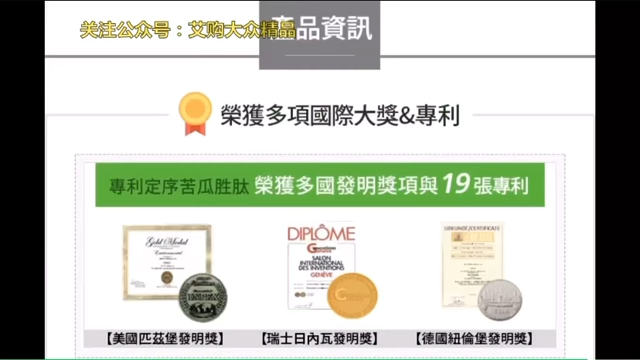 关注公众号：艾购大众精品
產品資訊
榮獲多項國際大獎&專利
專利定序苦瓜胜肽 榮獲多國發明獎項與19張專利
Gold Medal
DIPLÔME
SALON
INTERNATIONAL
DES INVENTIONS
GENÈVE
【美國匹茲堡發明獎】
【瑞士日內瓦發明獎】
【德國紐倫堡發明獎】